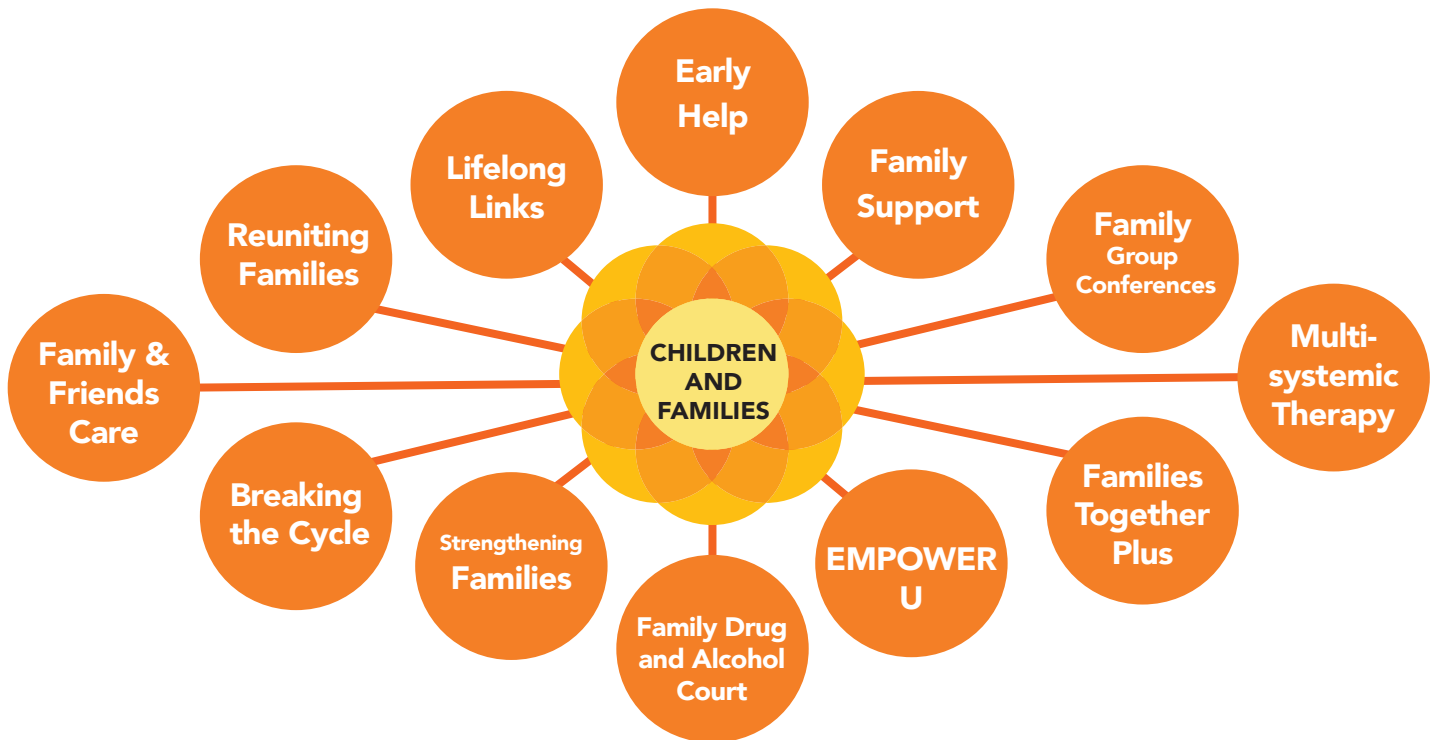 Early
Help
Lifelong
Links
Family
Support
Reuniting
Families
Family
Group
Conferences
Family &
Friends
Care
CHILDREN
AND
FAMILIES
Multi-
systemic
Therapy
Breaking
the Cycle
Strengthening
Families
Family Drug
and Alcohol
Court
EMPOWER
U
Families
Together
Plus